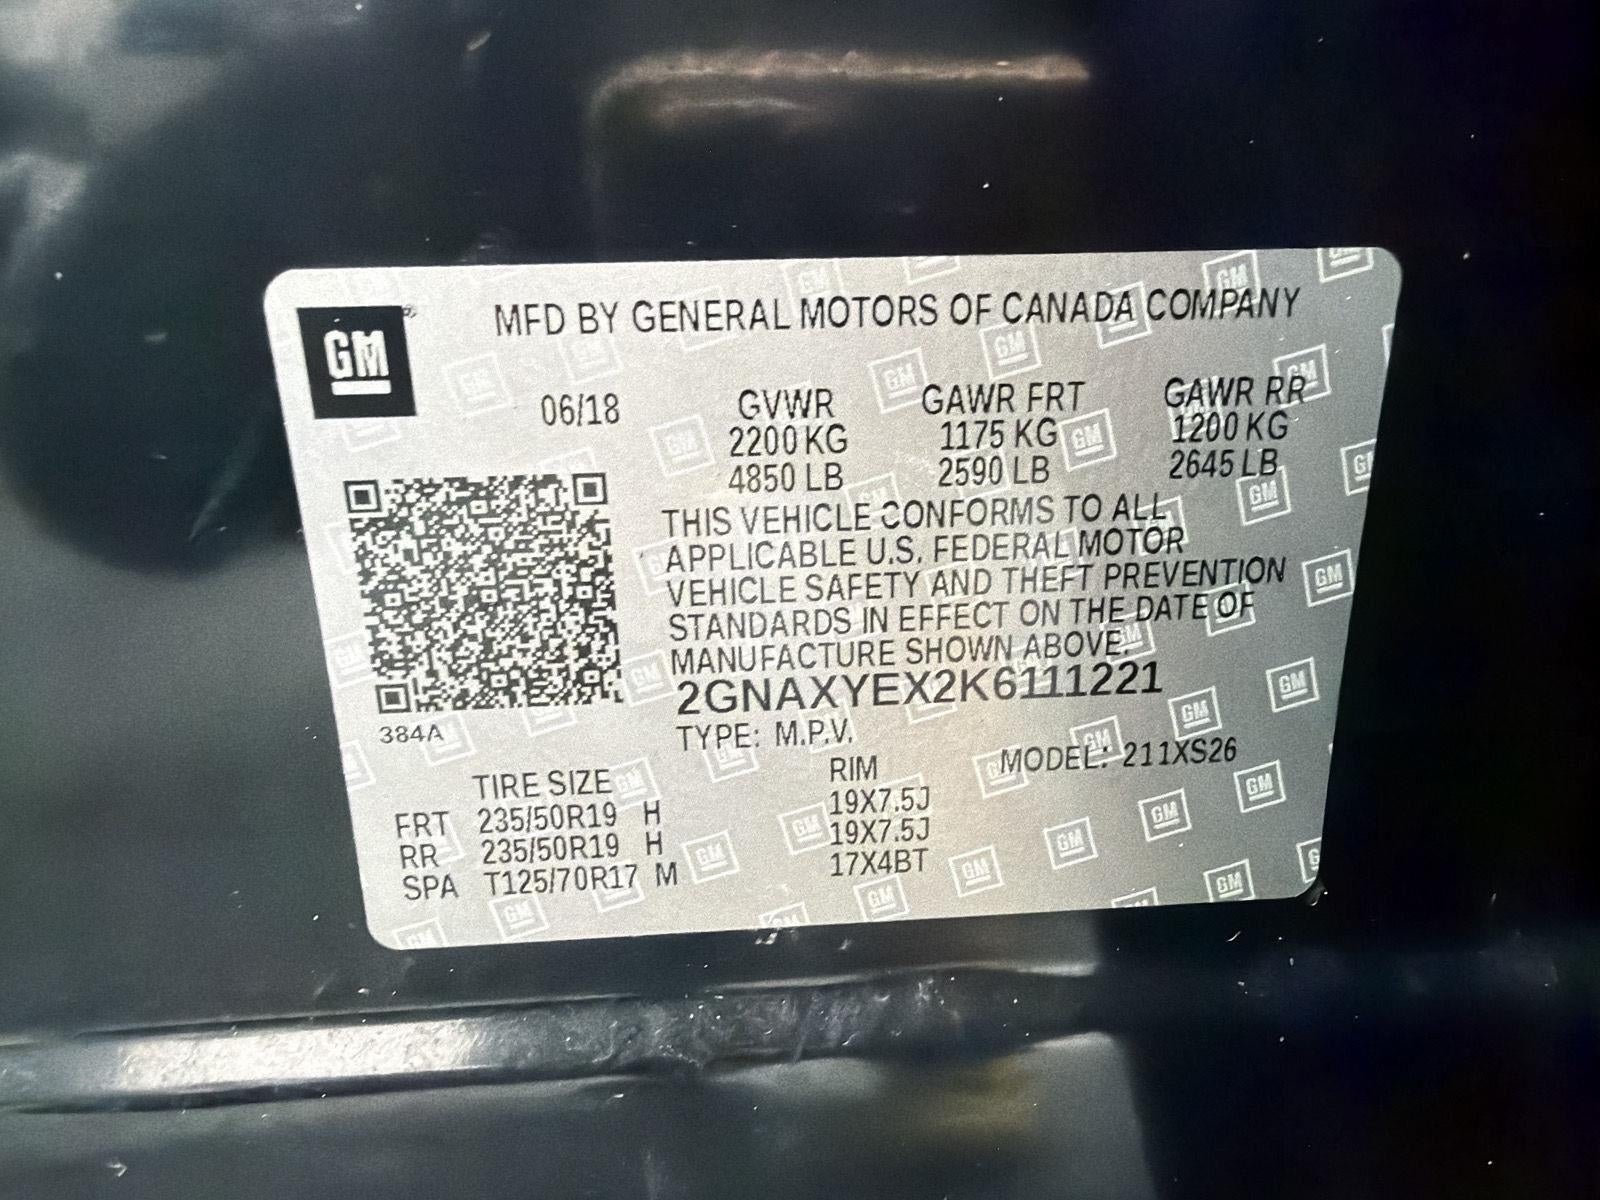 GM
MFD BY GENERAL MOTORS OF CANADA COMPANY
06/18 GVWR GAWR FRT GAWR RR
2200 KG 1175 KG 1200 KG
4850 LB 2590 LB 2645 LB
THIS VEHICLE CONFORMS TO ALL
APPLICABLE U.S. FEDERAL MOTOR
VEHICLE SAFETY AND THEFT PREVENTION
STANDARDS IN EFFECT ON THE DATE OF
MANUFACTURE SHOWN ABOVE.
2GNAXYEX2K6111221
384A
TYPE: M.P.V.
MODEL: 211XS26
TIRE SIZE RIM
FRT 235/50R19 H 19X7.5J
RR 235/50R19 H 19X7.5J
SPA T125/70R17 M 17X4BT